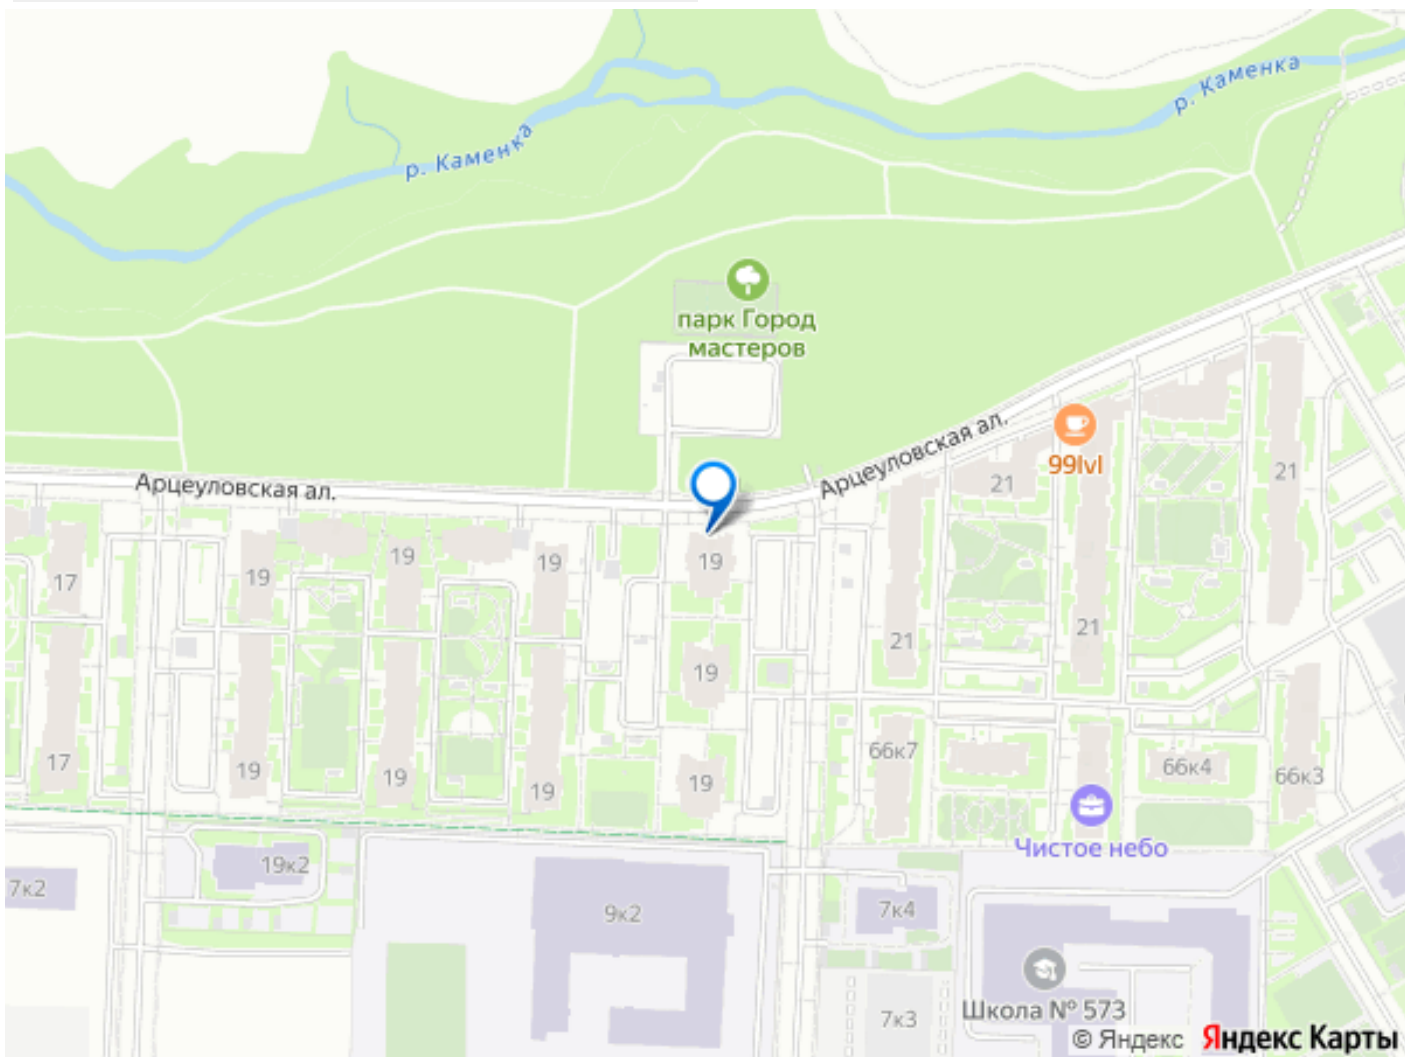 р. Каменка
р. Каменка
парк Город
мастеров
Арцеуловская ал.
Арцеуловская ал.
99lvl
21
21
19
19
19
19
17
21
21
19
17
19
19
19
19
66к7
66к4
66к3
Чистое небо
19к2
7к2
9к2
7к4
Школа № 573
7к3
© Яндекс Яндекс Карты